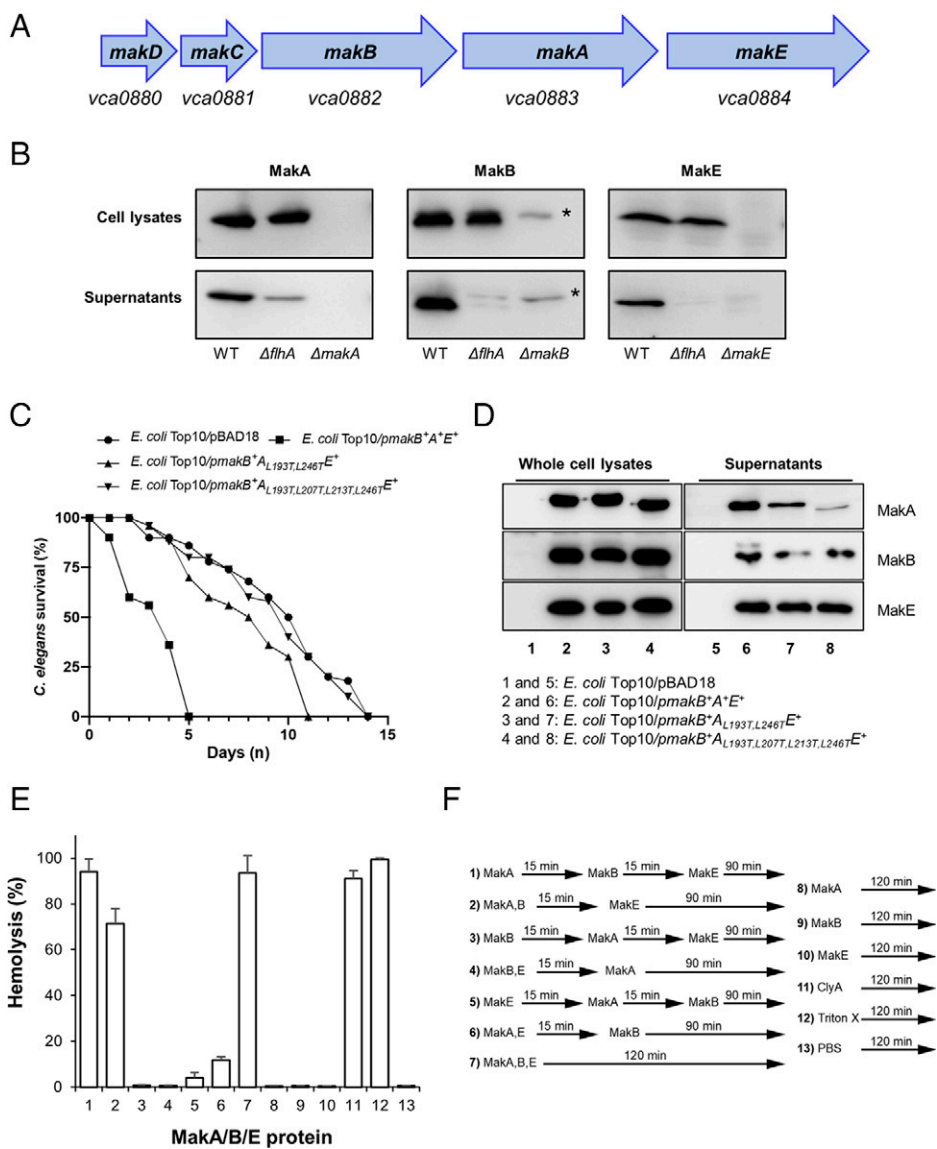 A
makD makC makB makA makE
vca0880 vca0881 vca0882 vca0883 vca0884
B
MakA MakB MakE
Cell lysates
*
Supernatants
*
WT ΔflhA ΔmakA WT ΔflhA ΔmakB WT ΔflhA ΔmakE
C
E. coli Top10/pBAD18 E. coli Top10/pmakB+A+E+
E. coli Top10/pmakB+A_L193T,L246T E+
E. coli Top10/pmakB+A_L193T,L207T,L213T,L246T E+
C. elegans survival (%)
100
75
50
25
0
0 5 10 15
Days (n)
D
Whole cell lysates Supernatants
MakA
MakB
MakE
1 2 3 4 5 6 7 8
1 and 5: E. coli Top10/pBAD18
2 and 6: E. coli Top10/pmakB+A+E+
3 and 7: E. coli Top10/pmakB+A_L193T,L246T E+
4 and 8: E. coli Top10/pmakB+A_L193T,L207T,L213T,L246T E+
E
Hemolysis (%)
100
80
60
40
20
0
1 2 3 4 5 6 7 8 9 10 11 12 13
MakA/B/E protein
F
1) MakA 15 min MakB 15 min MakE 90 min
2) MakA,B 15 min MakE 90 min
3) MakB 15 min MakA 15 min MakE 90 min
4) MakB,E 15 min MakA 90 min
5) MakE 15 min MakA 15 min MakB 90 min
6) MakA,E 15 min MakB 90 min
7) MakA,B,E 120 min
8) MakA 120 min
9) MakB 120 min
10) MakE 120 min
11) ClyA 120 min
12) Triton X 120 min
13) PBS 120 min